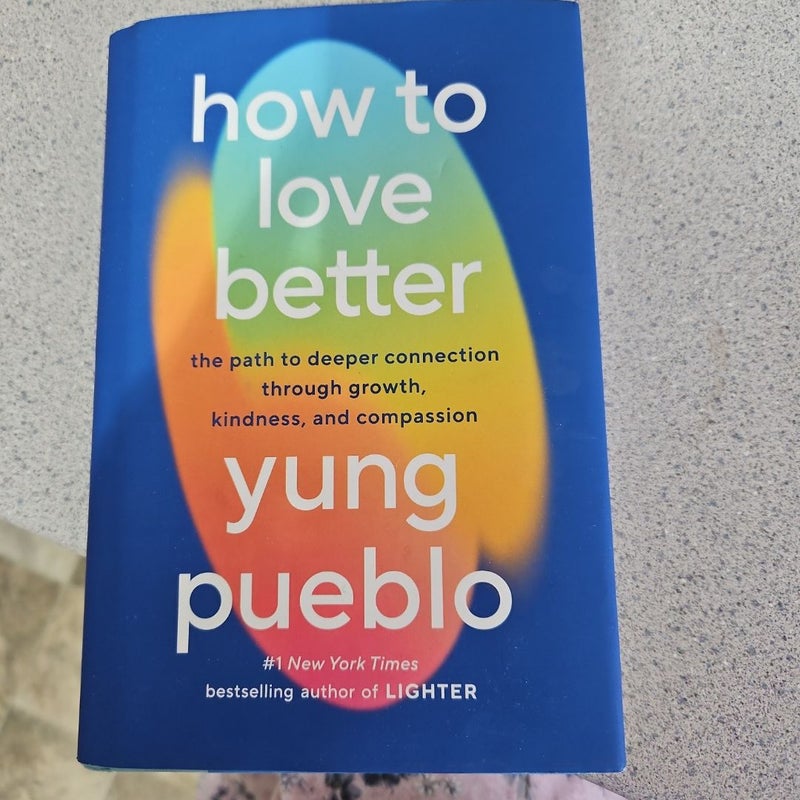 how to
love
better
the path to deeper connection
through growth,
kindness, and compassion
yung
pueblo
#1 New York Times
bestselling author of LIGHTER